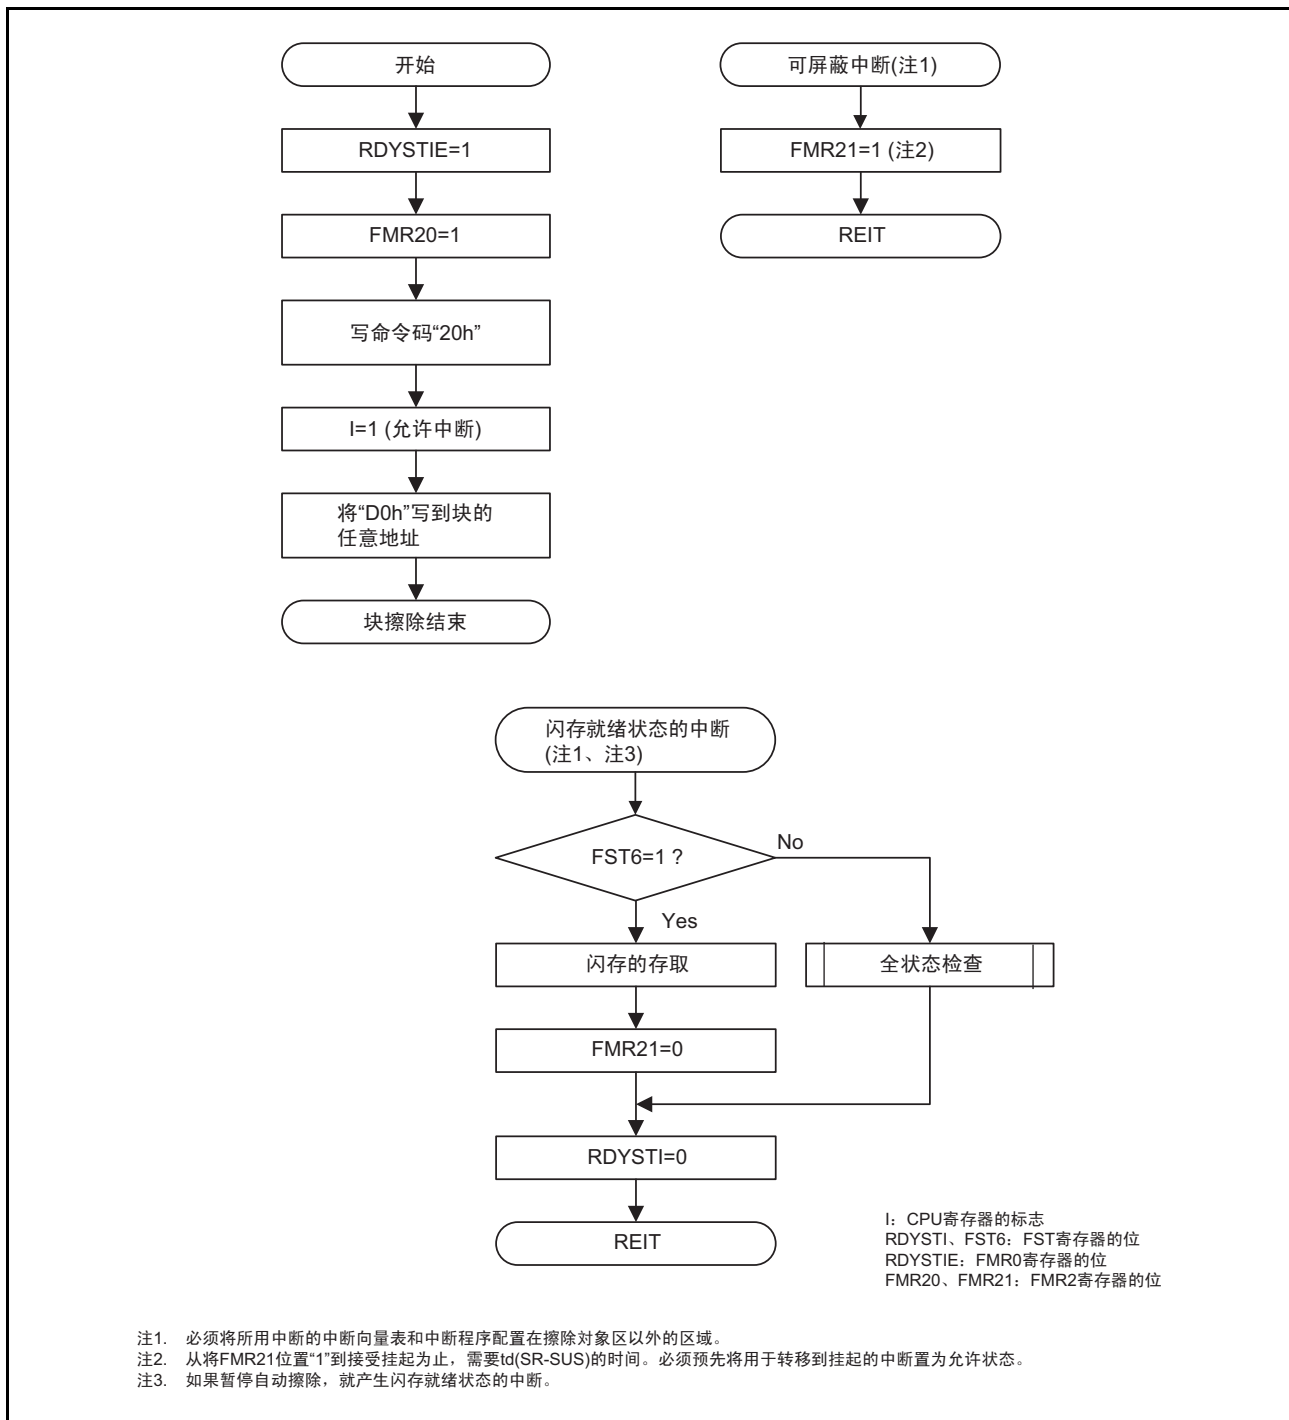 开始
RDYSTIE=1
FMR20=1
写命令码“20h”
I=1 (允许中断)
将“D0h”写到块的
任意地址
块擦除结束
可屏蔽中断(注1)
FMR21=1 (注2)
REIT
闪存就绪状态的中断
(注1、注3)
FST6=1 ?
No
Yes
闪存的存取
全状态检查
FMR21=0
RDYSTI=0
REIT
I：CPU寄存器的标志
RDYSTI、FST6：FST寄存器的位
RDYSTIE：FMR0寄存器的位
FMR20、FMR21：FMR2寄存器的位
注1. 必须将所用中断的中断向量表和中断程序配置在擦除对象区以外的区域。
注2. 从将FMR21位置“1”到接受挂起为止，需要td(SR-SUS)的时间。必须预先将用于转移到挂起的中断置为允许状态。
注3. 如果暂停自动擦除，就产生闪存就绪状态的中断。